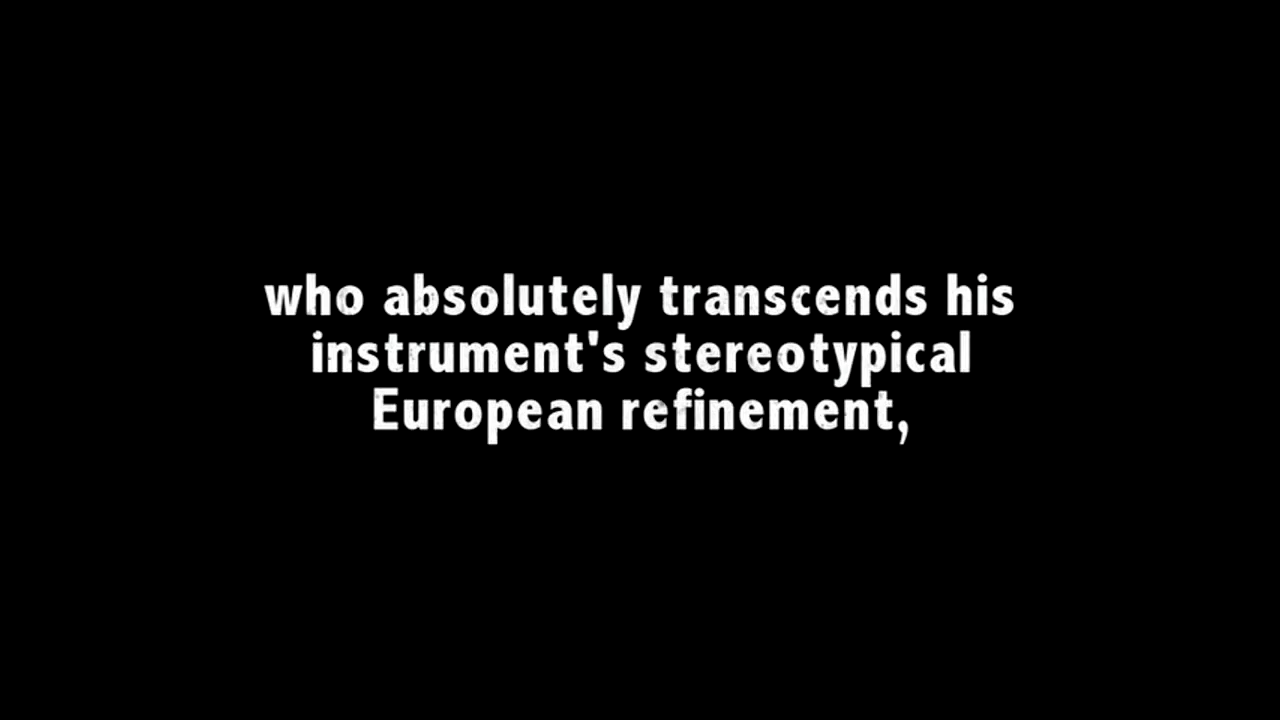 who absolutely transcends his
instrument's stereotypical
European refinement,